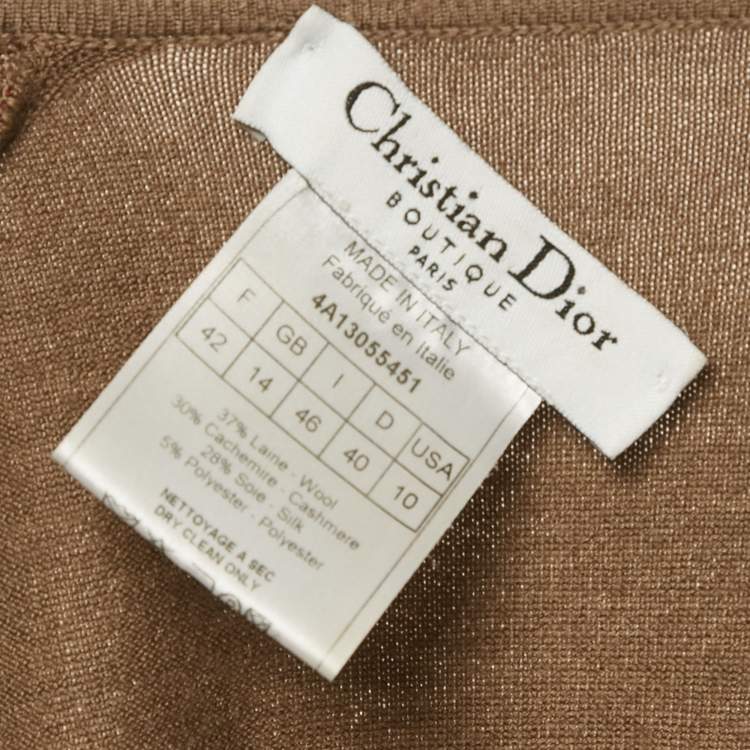 Christian Dior
BOUTIQUE
PARIS
MADE IN ITALY
Fabriqué en Italie
4A13055451
F GB I D USA
42 14 46 40 10
37% Laine - Wool
30% Cachemire - Cashmere
28% Soie - Silk
5% Polyester - Polyester
NETTOYAGE A SEC
DRY CLEAN ONLY